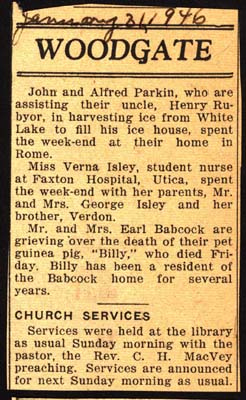 January 31, 1946
WOODGATE
John and Alfred Parkin, who are
assisting their uncle, Henry Ru-
byor, in harvesting ice from White
Lake to fill his ice house, spent
the week-end at their home in
Rome.
Miss Verna Isley, student nurse
at Faxton Hospital, Utica, spent
the week-end with her parents, Mr.
and Mrs. George Isley and her
brother, Verdon.
Mr. and Mrs. Earl Babcock are
grieving over the death of their pet
guinea pig, "Billy," who died Fri-
day. Billy has been a resident of
the Babcock home for several
years.
CHURCH SERVICES
Services were held at the library
as usual Sunday morning with the
pastor, the Rev. C. H. MacVey
preaching. Services are announced
for next Sunday morning as usual.